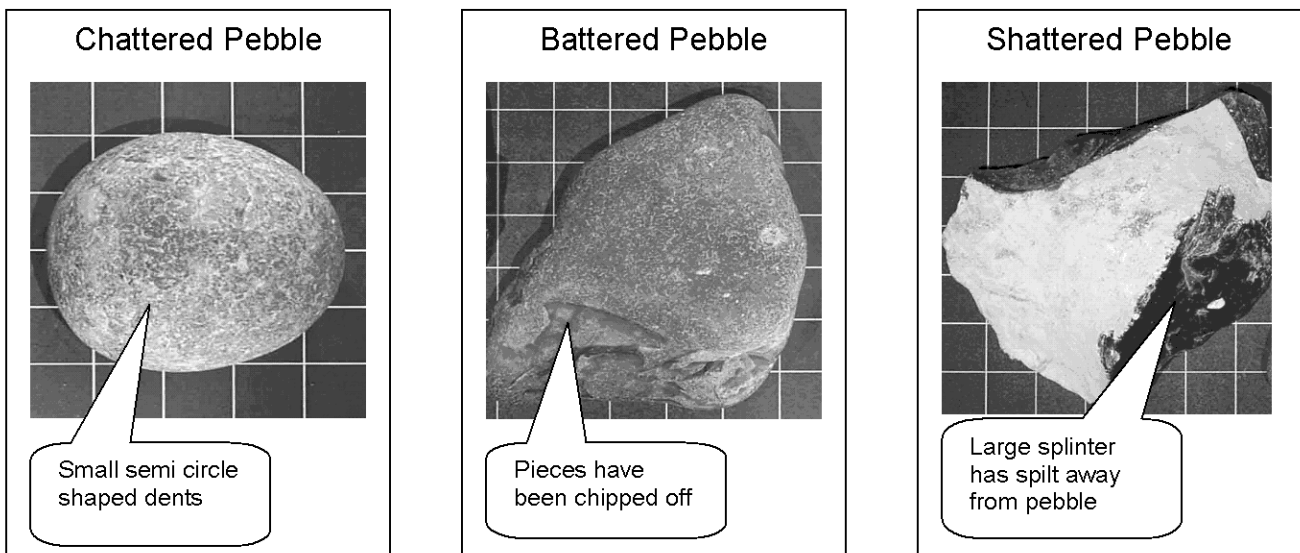 Chattered Pebble
Small semi circle
shaped dents
Battered Pebble
Pieces have
been chipped off
Shattered Pebble
Large splinter
has spilt away
from pebble